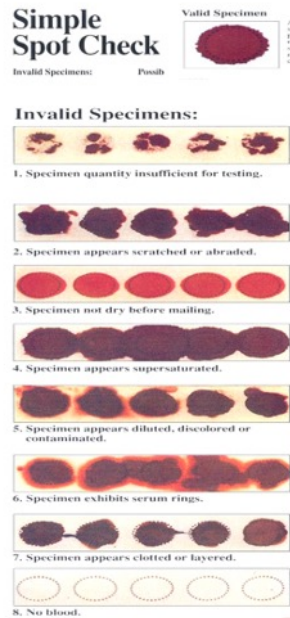 Simple
Spot Check
Valid Specimen
Invalid Specimens: Possib
Invalid Specimens:
1. Specimen quantity insufficient for testing.
2. Specimen appears scratched or abraded.
3. Specimen not dry before mailing.
4. Specimen appears supersaturated.
5. Specimen appears diluted, discolored or
contaminated.
6. Specimen exhibits serum rings.
7. Specimen appears clotted or layered.
8. No blood.